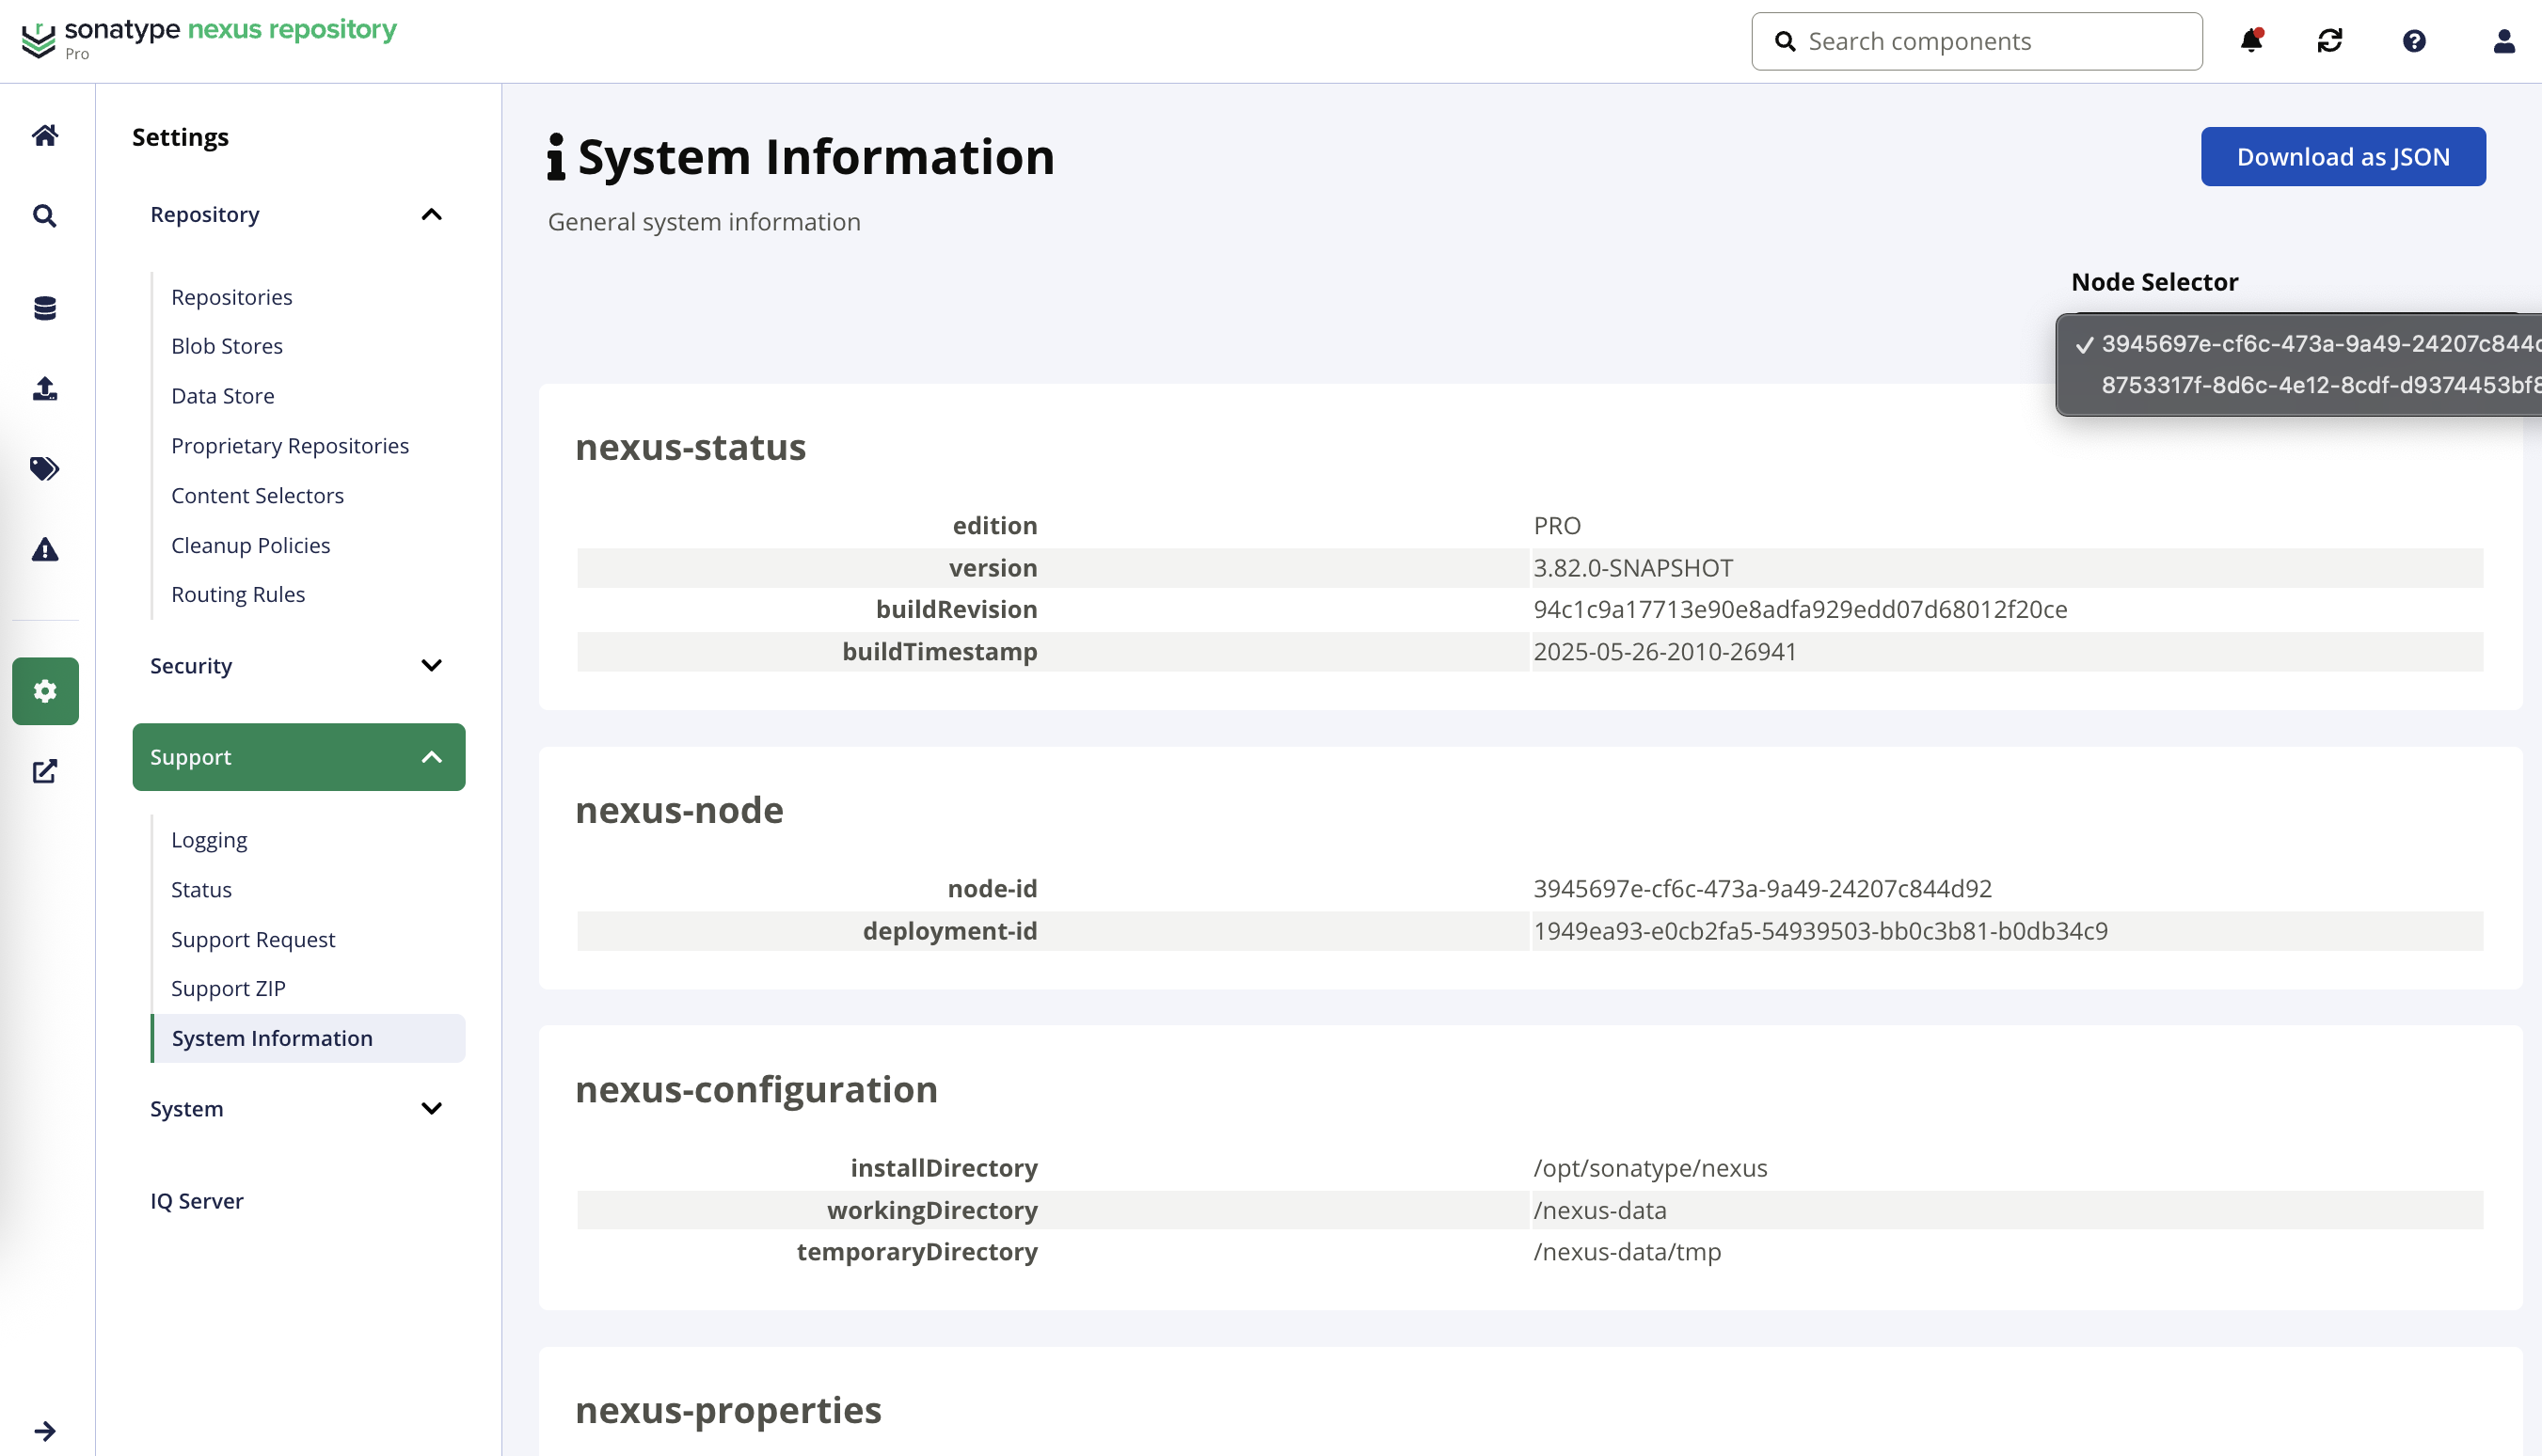 sonatype nexus repository
Pro
Search components
Settings
Repository
Repositories
Blob Stores
Data Store
Proprietary Repositories
Content Selectors
Cleanup Policies
Routing Rules
Security
Support
Logging
Status
Support Request
Support ZIP
System Information
System
IQ Server
System Information
Download as JSON
General system information
Node Selector
3945697e-cf6c-473a-9a49-24207c844
8753317f-8d6c-4e12-8cdf-d9374453bf8
nexus-status
edition PRO
version 3.82.0-SNAPSHOT
buildRevision 94c1c9a17713e90e8adfa929edd07d68012f20ce
buildTimestamp 2025-05-26-2010-26941
nexus-node
node-id 3945697e-cf6c-473a-9a49-24207c844d92
deployment-id 1949ea93-e0cb2fa5-54939503-bb0c3b81-b0db34c9
nexus-configuration
installDirectory /opt/sonatype/nexus
workingDirectory /nexus-data
temporaryDirectory /nexus-data/tmp
nexus-properties